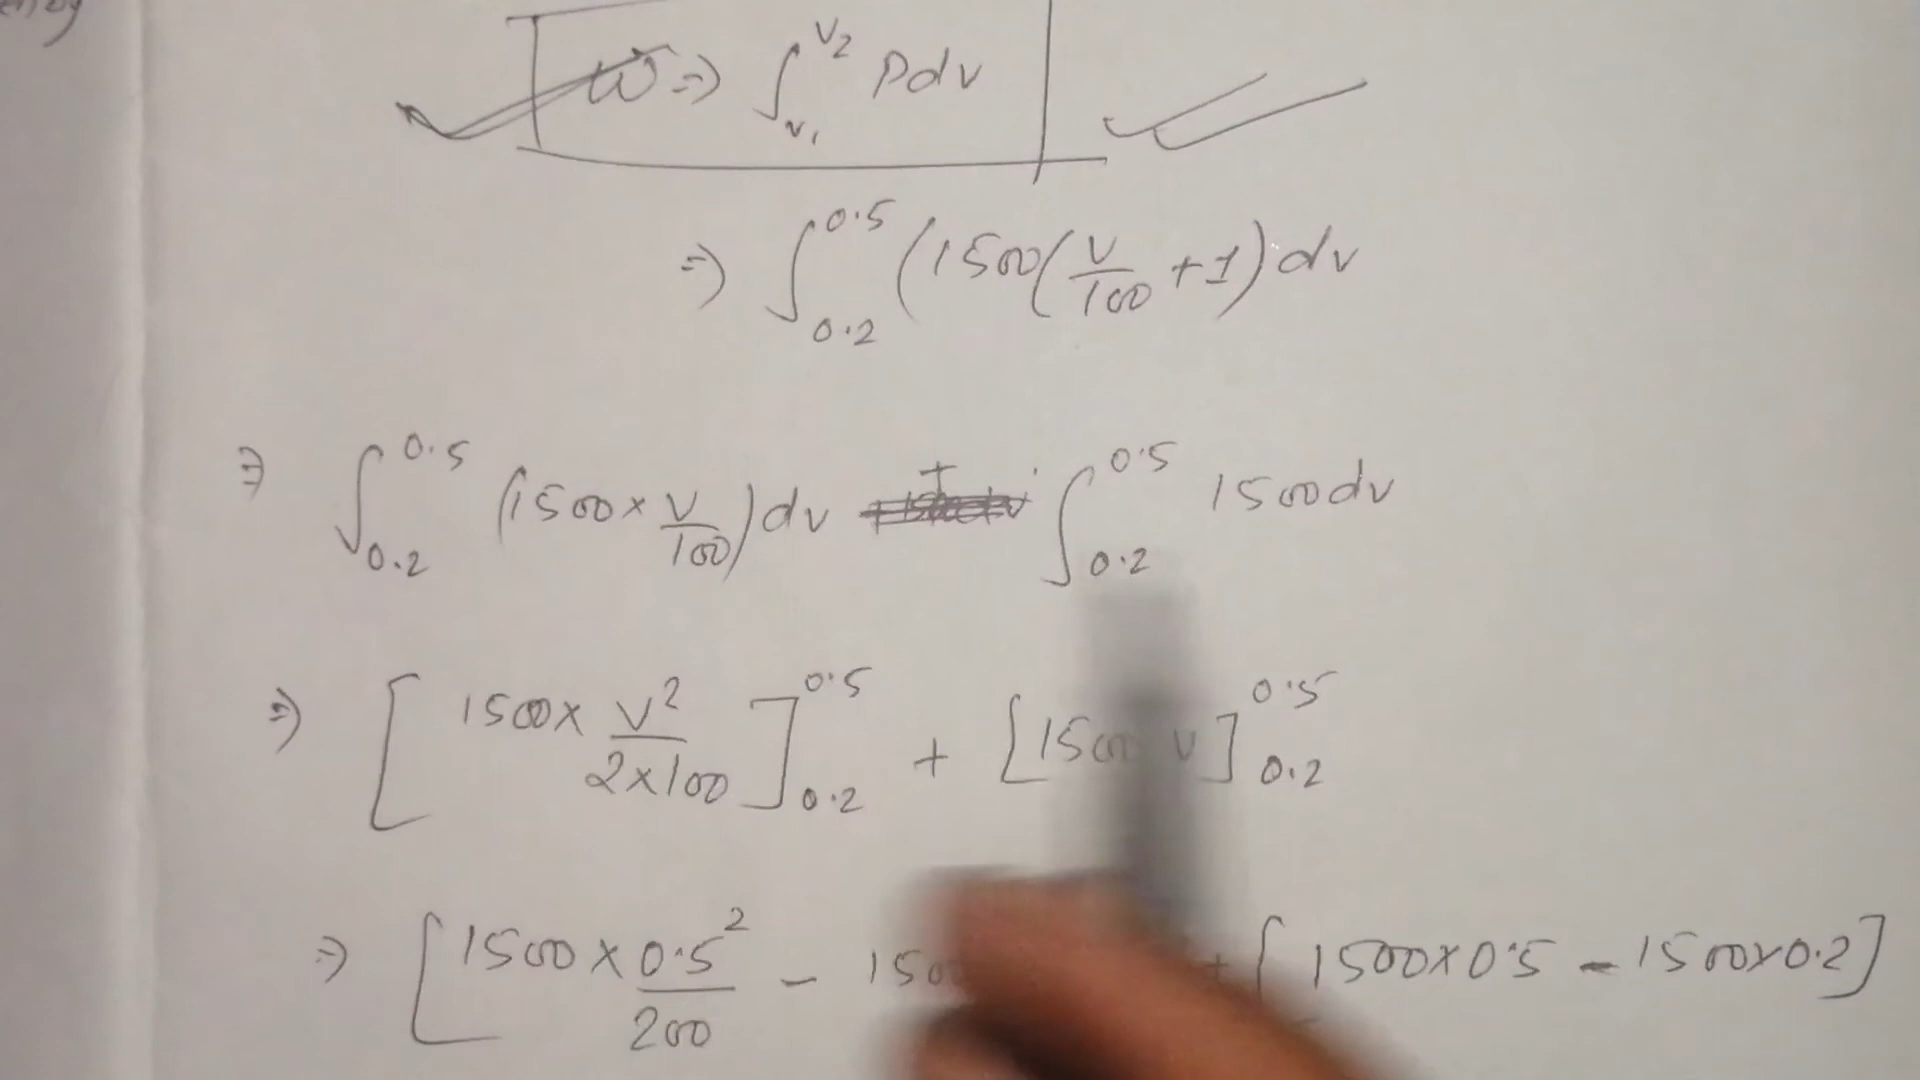 W ⇒ ∫_{v₁}^{V₂} Pdv
⇒ ∫_{0.2}^{0.5} (1500(v/100 + 1) dv
⇒ ∫_{0.2}^{0.5} (1500 × v/100) dv + ∫_{0.2}^{0.5} 1500 dv
⇒ [1500 × v²/2×100]_{0.2}^{0.5} + [1500 v]_{0.2}^{0.5}
⇒ [1500 × 0.5²/200 - + [1500×0.5 - 1500×0.2]